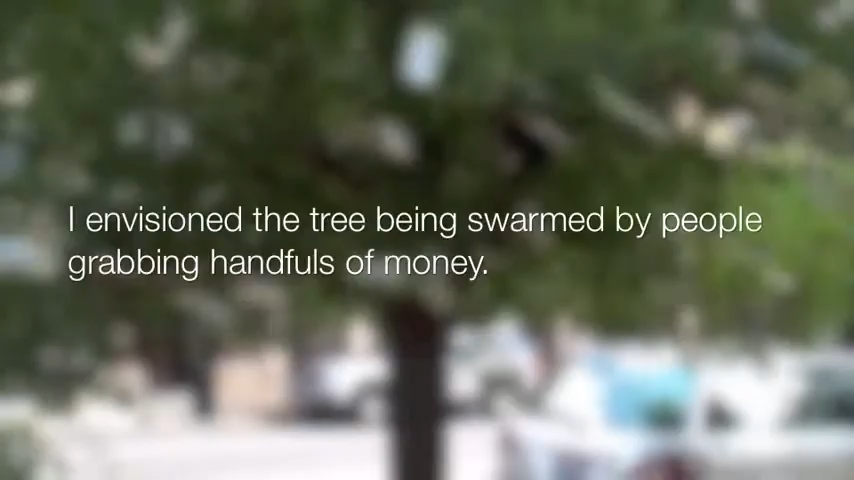 I envisioned the tree being swarmed by people
grabbing handfuls of money.